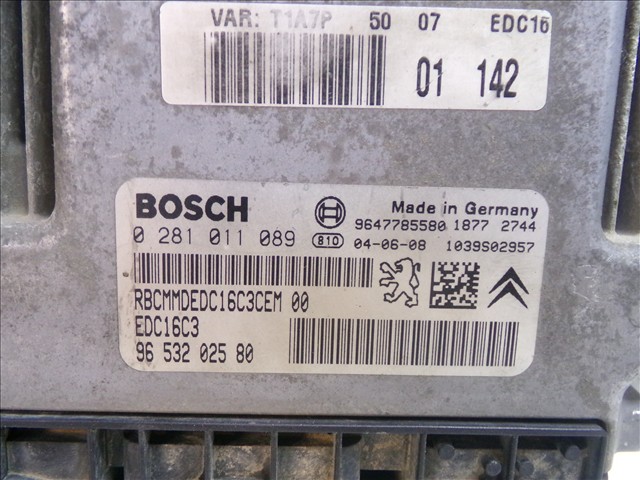 VAR: T1A7P 50 07 EDC16
01 142
BOSCH
Made in Germany
9647785580 1877 2744
0 281 011 089 810 04-06-08 1039S02957
RBCMMDEDC16C3CEM 00
EDC16C3
96 532 025 80